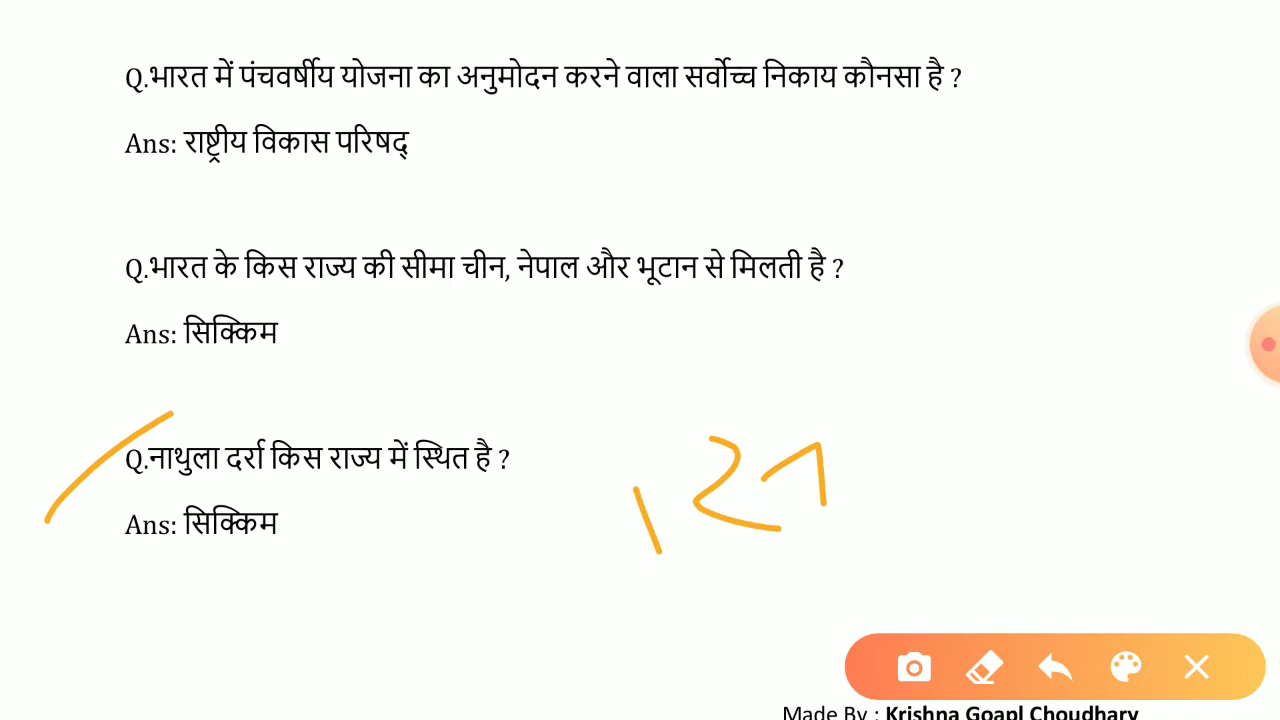 Q.भारत में पंचवर्षीय योजना का अनुमोदन करने वाला सर्वोच्च निकाय कौनसा है ?
Ans: राष्ट्रीय विकास परिषद्
Q.भारत के किस राज्य की सीमा चीन, नेपाल और भूटान से मिलती है ?
Ans: सिक्किम
Q.नाथुला दर्रा किस राज्य में स्थित है ?
Ans: सिक्किम
Made By : Krishna Goapl Choudhary